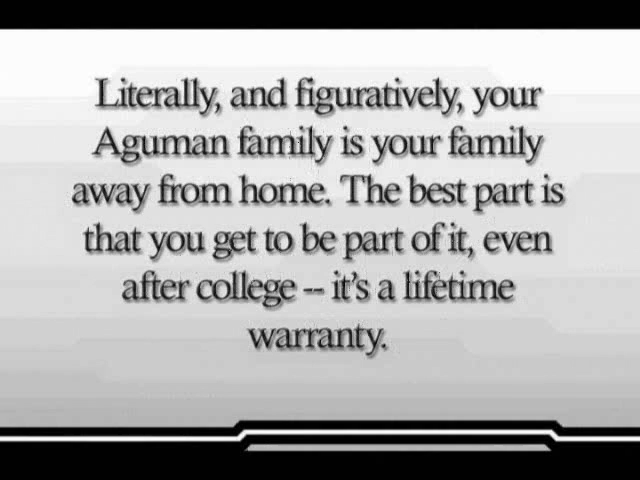 Literally, and figuratively, your
Aguman family is your family
away from home. The best part is
that you get to be part of it, even
after college -- it's a lifetime
warranty.